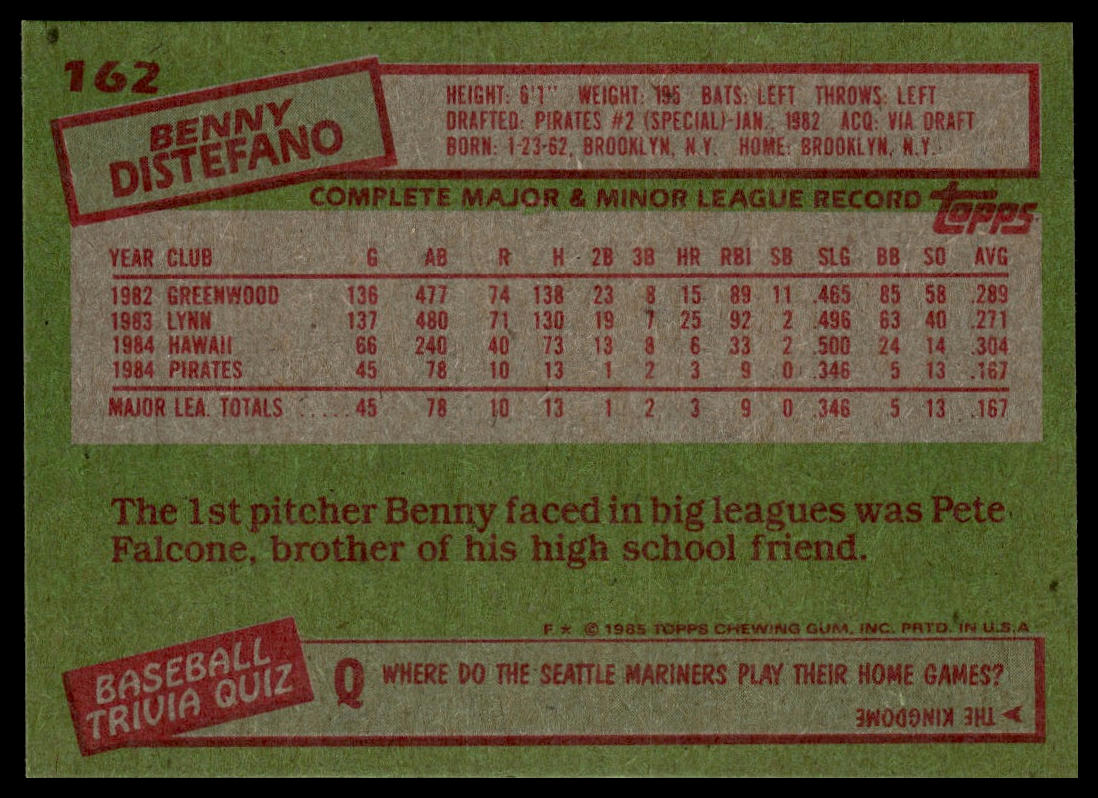 162
BENNY
DISTEFANO
HEIGHT: 6'1" WEIGHT: 195 BATS: LEFT THROWS: LEFT
DRAFTED: PIRATES #2 (SPECIAL)-JAN., 1982 ACQ: VIA DRAFT
BORN: 1-23-62, BROOKLYN, N.Y. HOME: BROOKLYN, N.Y.
COMPLETE MAJOR & MINOR LEAGUE RECORD topps
YEAR CLUB G AB R H 2B 3B HR RBI SB SLG BB SO AVG
1982 GREENWOOD 136 477 74 138 23 8 15 89 11 .465 85 58 .289
1983 LYNN 137 480 71 130 19 7 25 92 2 .496 63 40 .271
1984 HAWAII 66 240 40 73 13 8 6 33 2 .500 24 14 .304
1984 PIRATES 45 78 10 13 1 2 3 9 0 .346 5 13 .167
MAJOR LEA. TOTALS ..... 45 78 10 13 1 2 3 9 0 .346 5 13 .167
The 1st pitcher Benny faced in big leagues was Pete
Falcone, brother of his high school friend.
F ★ © 1985 TOPPS CHEWING GUM, INC. PRTD. IN U.S.A
BASEBALL
TRIVIA QUIZ
Q WHERE DO THE SEATTLE MARINERS PLAY THEIR HOME GAMES?
A THE KINGDOME